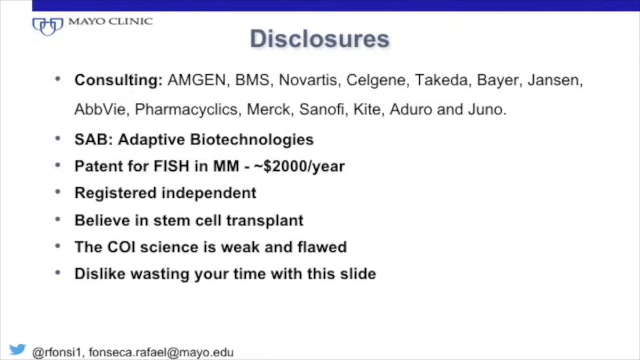 MAYO CLINIC
Disclosures
• Consulting: AMGEN, BMS, Novartis, Celgene, Takeda, Bayer, Jansen,
AbbVie, Pharmacyclics, Merck, Sanofi, Kite, Aduro and Juno.
• SAB: Adaptive Biotechnologies
• Patent for FISH in MM - ~$2000/year
• Registered independent
• Believe in stem cell transplant
• The COI science is weak and flawed
• Dislike wasting your time with this slide
@rfonsi1, fonseca.rafael@mayo.edu